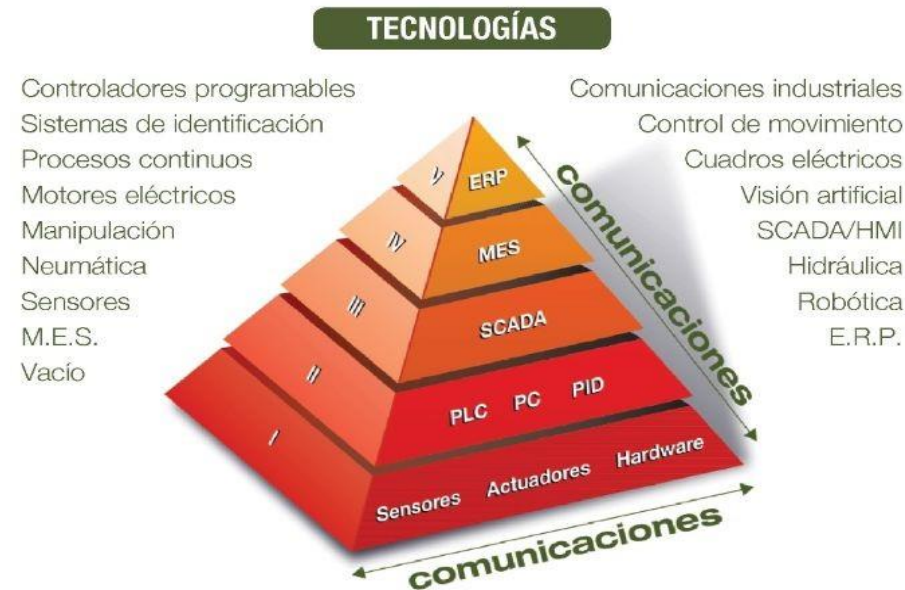 TECNOLOGÍAS
Controladores programables
Sistemas de identificación
Procesos continuos
Motores eléctricos
Manipulación
Neumática
Sensores
M.E.S.
Vacío
Comunicaciones industriales
Control de movimiento
Cuadros eléctricos
Visión artificial
SCADA/HMI
Hidráulica
Robótica
E.R.P.
V ERP
IV MES
III SCADA
II PLC PC PID
I Sensores Actuadores Hardware
comunicaciones
comunicaciones